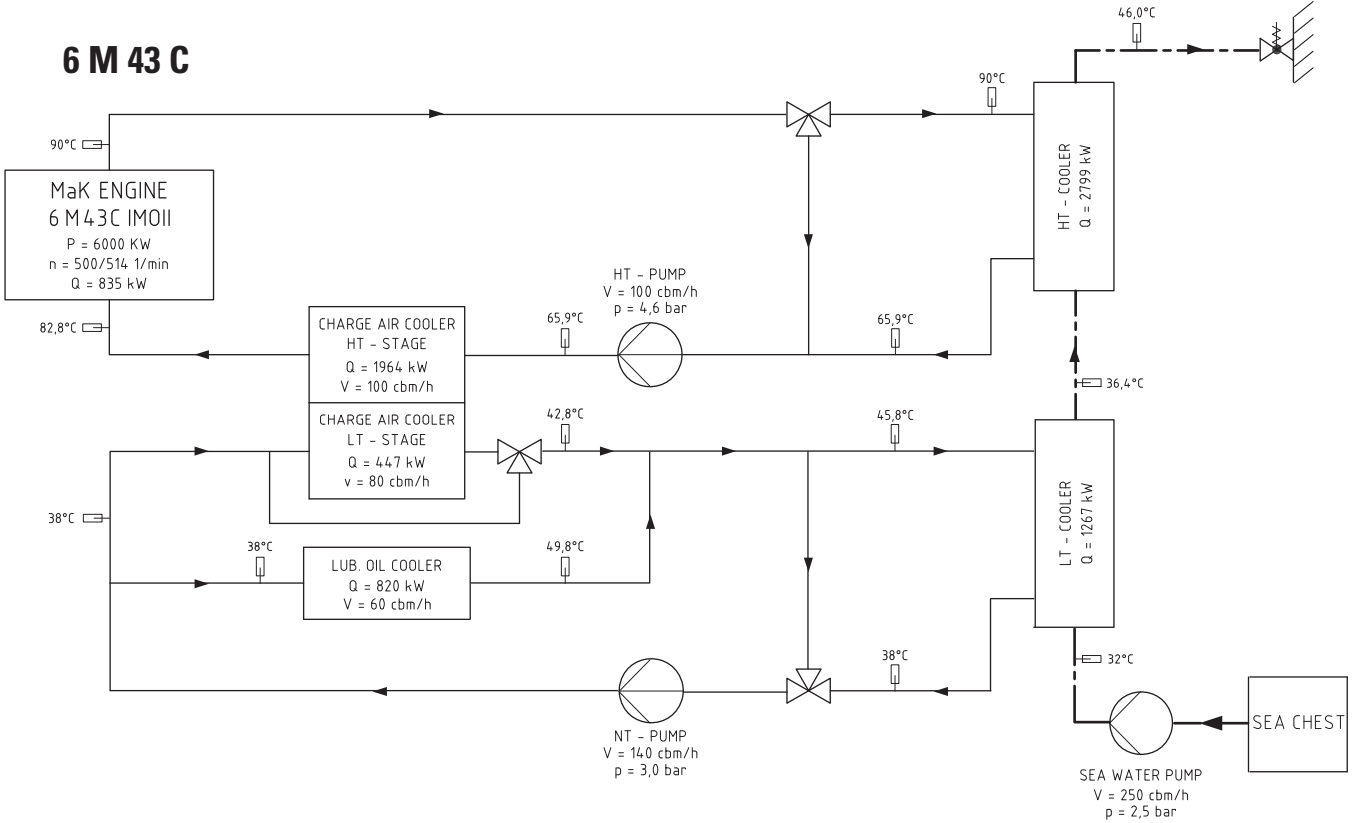 6 M 43 C
46,0°C
90°C
90°C
MaK ENGINE
6 M43C IMOII
P = 6000 KW
n = 500/514 1/min
Q = 835 kW
HT - COOLER
Q = 2799 kW
82,8°C
CHARGE AIR COOLER
HT - STAGE
Q = 1964 kW
V = 100 cbm/h
65,9°C
HT - PUMP
V = 100 cbm/h
p = 4,6 bar
65,9°C
36,4°C
CHARGE AIR COOLER
LT - STAGE
Q = 447 kW
v = 80 cbm/h
42,8°C
45,8°C
38°C
LT - COOLER
Q = 1267 kW
38°C
LUB. OIL COOLER
Q = 820 kW
V = 60 cbm/h
49,8°C
38°C
32°C
NT - PUMP
V = 140 cbm/h
p = 3,0 bar
SEA CHEST
SEA WATER PUMP
V = 250 cbm/h
p = 2,5 bar